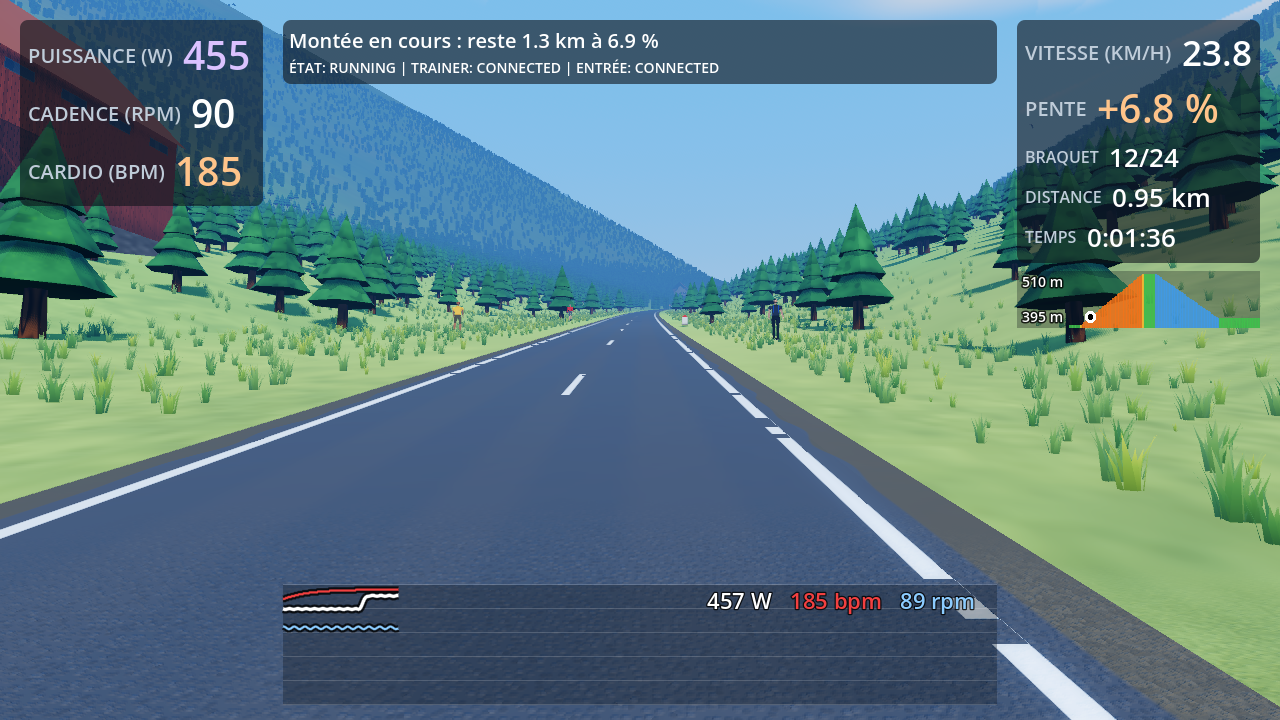 PUISSANCE (W) 455
CADENCE (RPM) 90
CARDIO (BPM) 185
Montée en cours : reste 1.3 km à 6.9 %
ÉTAT: RUNNING | TRAINER: CONNECTED | ENTRÉE: CONNECTED
VITESSE (KM/H) 23.8
PENTE +6.8 %
BRAQUET 12/24
DISTANCE 0.95 km
TEMPS 0:01:36
510 m
395 m
457 W 185 bpm 89 rpm